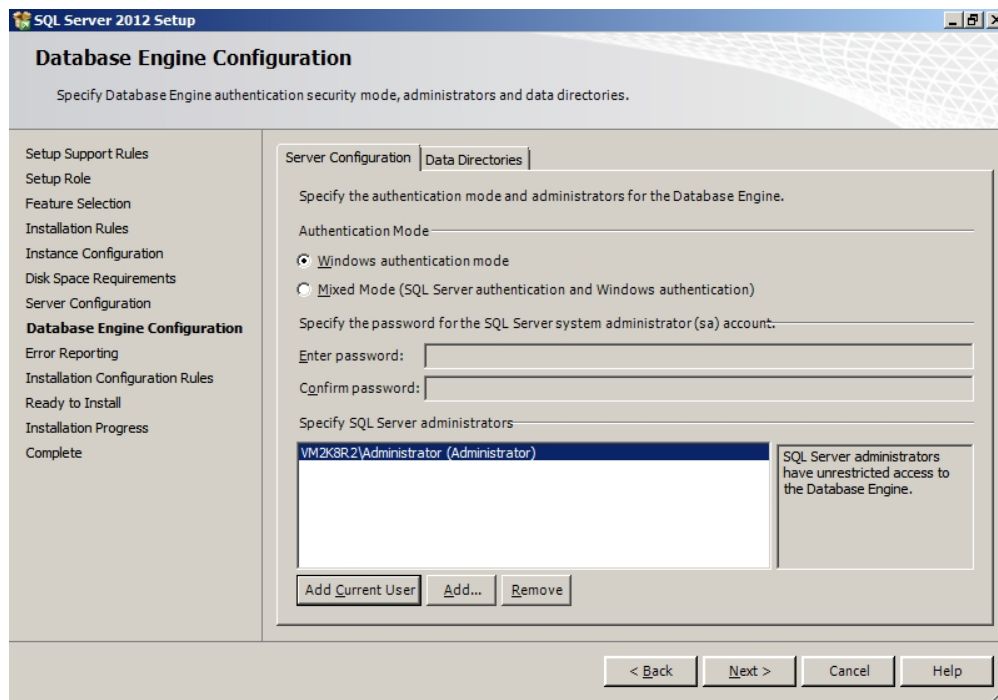 SQL Server 2012 Setup
Database Engine Configuration
Specify Database Engine authentication security mode, administrators and data directories.
Setup Support Rules
Setup Role
Feature Selection
Installation Rules
Instance Configuration
Disk Space Requirements
Server Configuration
Database Engine Configuration
Error Reporting
Installation Configuration Rules
Ready to Install
Installation Progress
Complete
Server Configuration
Data Directories
Specify the authentication mode and administrators for the Database Engine.
Authentication Mode
Windows authentication mode
Mixed Mode (SQL Server authentication and Windows authentication)
Specify the password for the SQL Server system administrator (sa) account.
Enter password:
Confirm password:
Specify SQL Server administrators
VM2K8R2\Administrator (Administrator)
SQL Server administrators
have unrestricted access to
the Database Engine.
Add Current User
Add...
Remove
< Back
Next >
Cancel
Help